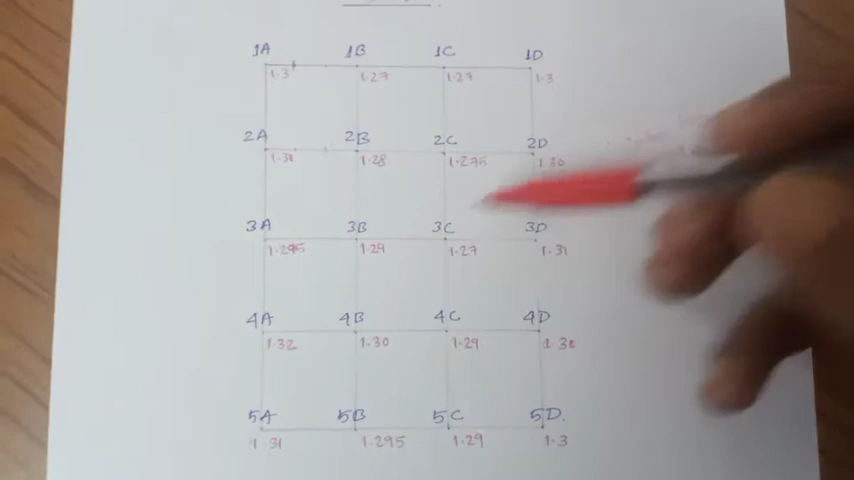 1A 1B 1C 1D
1.3 1.27 1.27 1.3
2A 2B 2C 2D
1.31 1.28 1.275 1.30
3A 3B 3C 3D
1.295 1.29 1.27 1.31
4A 4B 4C 4D
1.32 1.30 1.29
5A 5B 5C 5D.
1.31 1.295 1.29 1.3